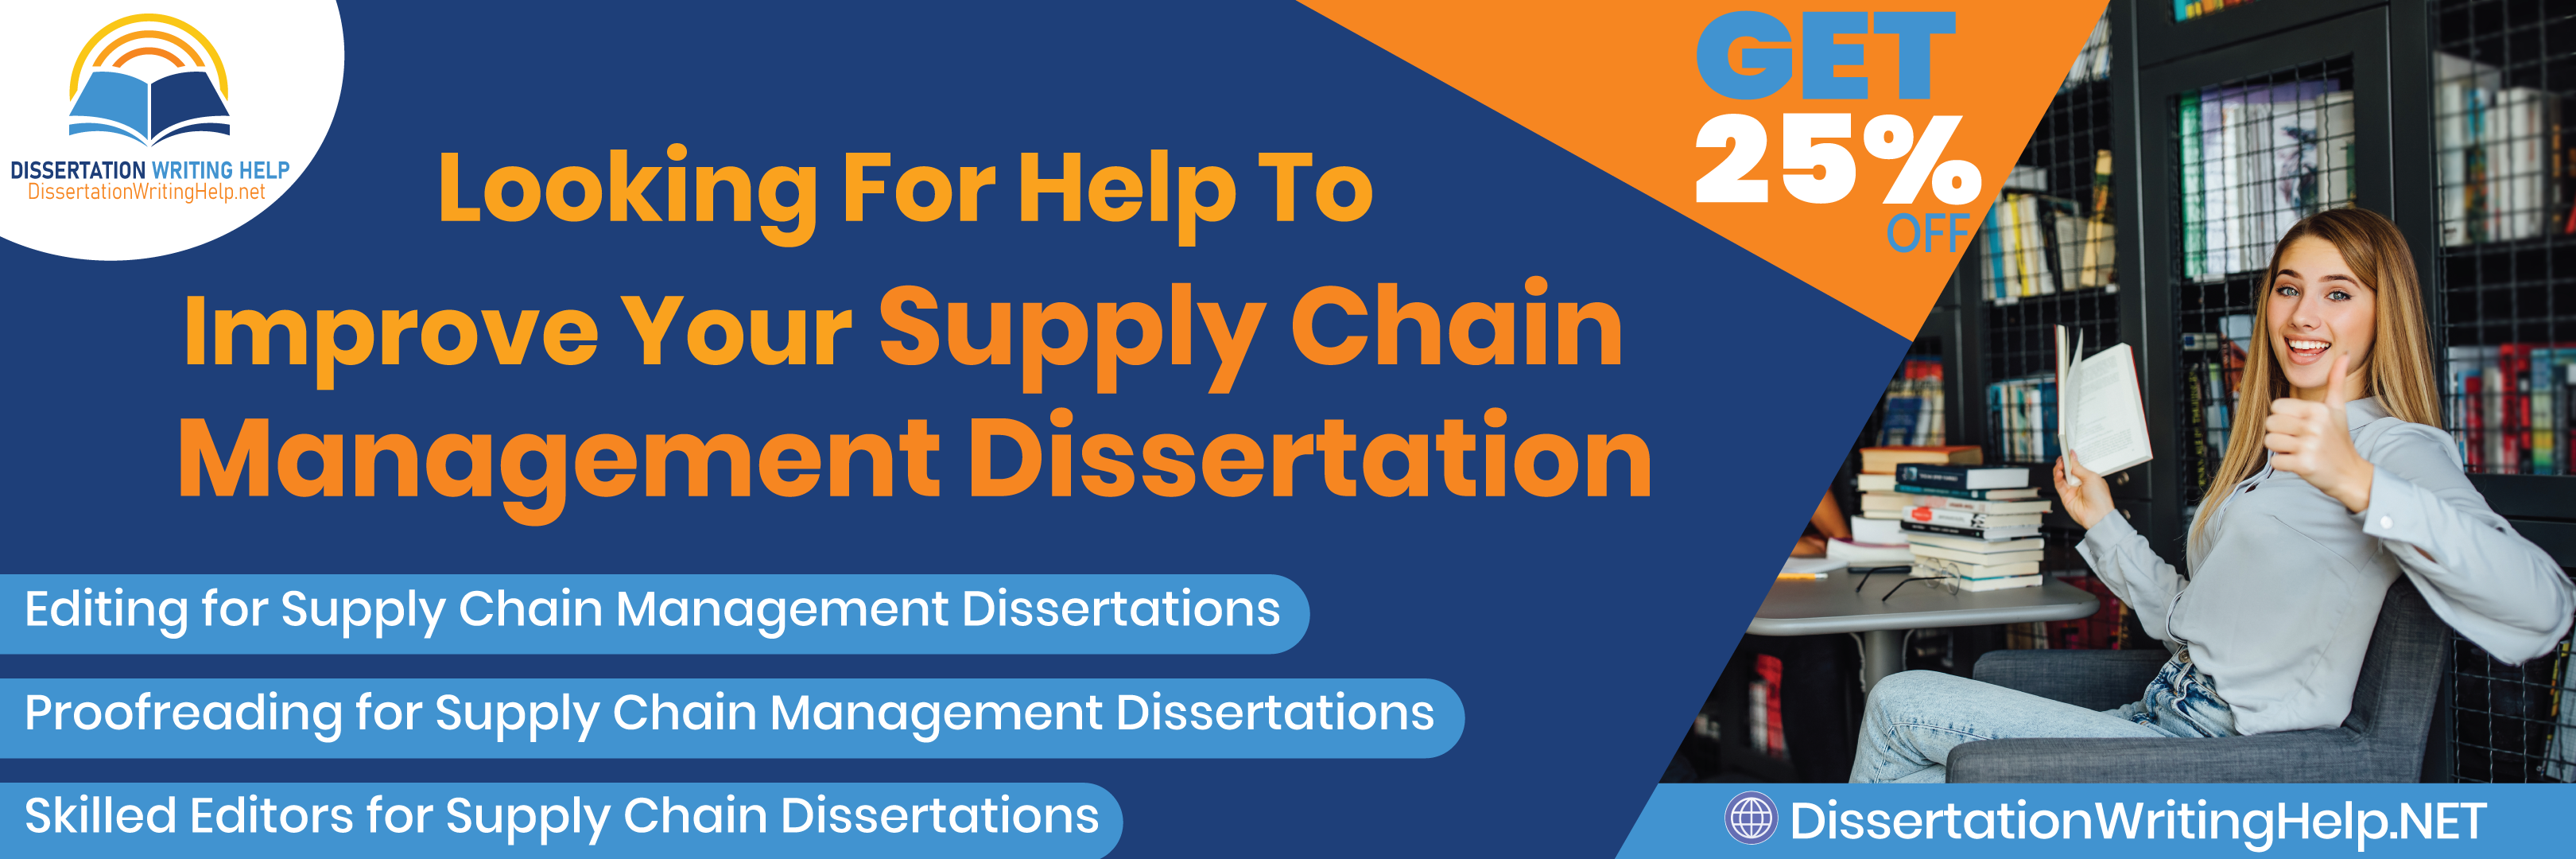 DISSERTATION WRITING HELP
DissertationWritingHelp.net
GET
25%
OFF
Looking For Help To
Improve Your Supply Chain
Management Dissertation
Editing for Supply Chain Management Dissertations
Proofreading for Supply Chain Management Dissertations
Skilled Editors for Supply Chain Dissertations
DissertationWritingHelp.NET